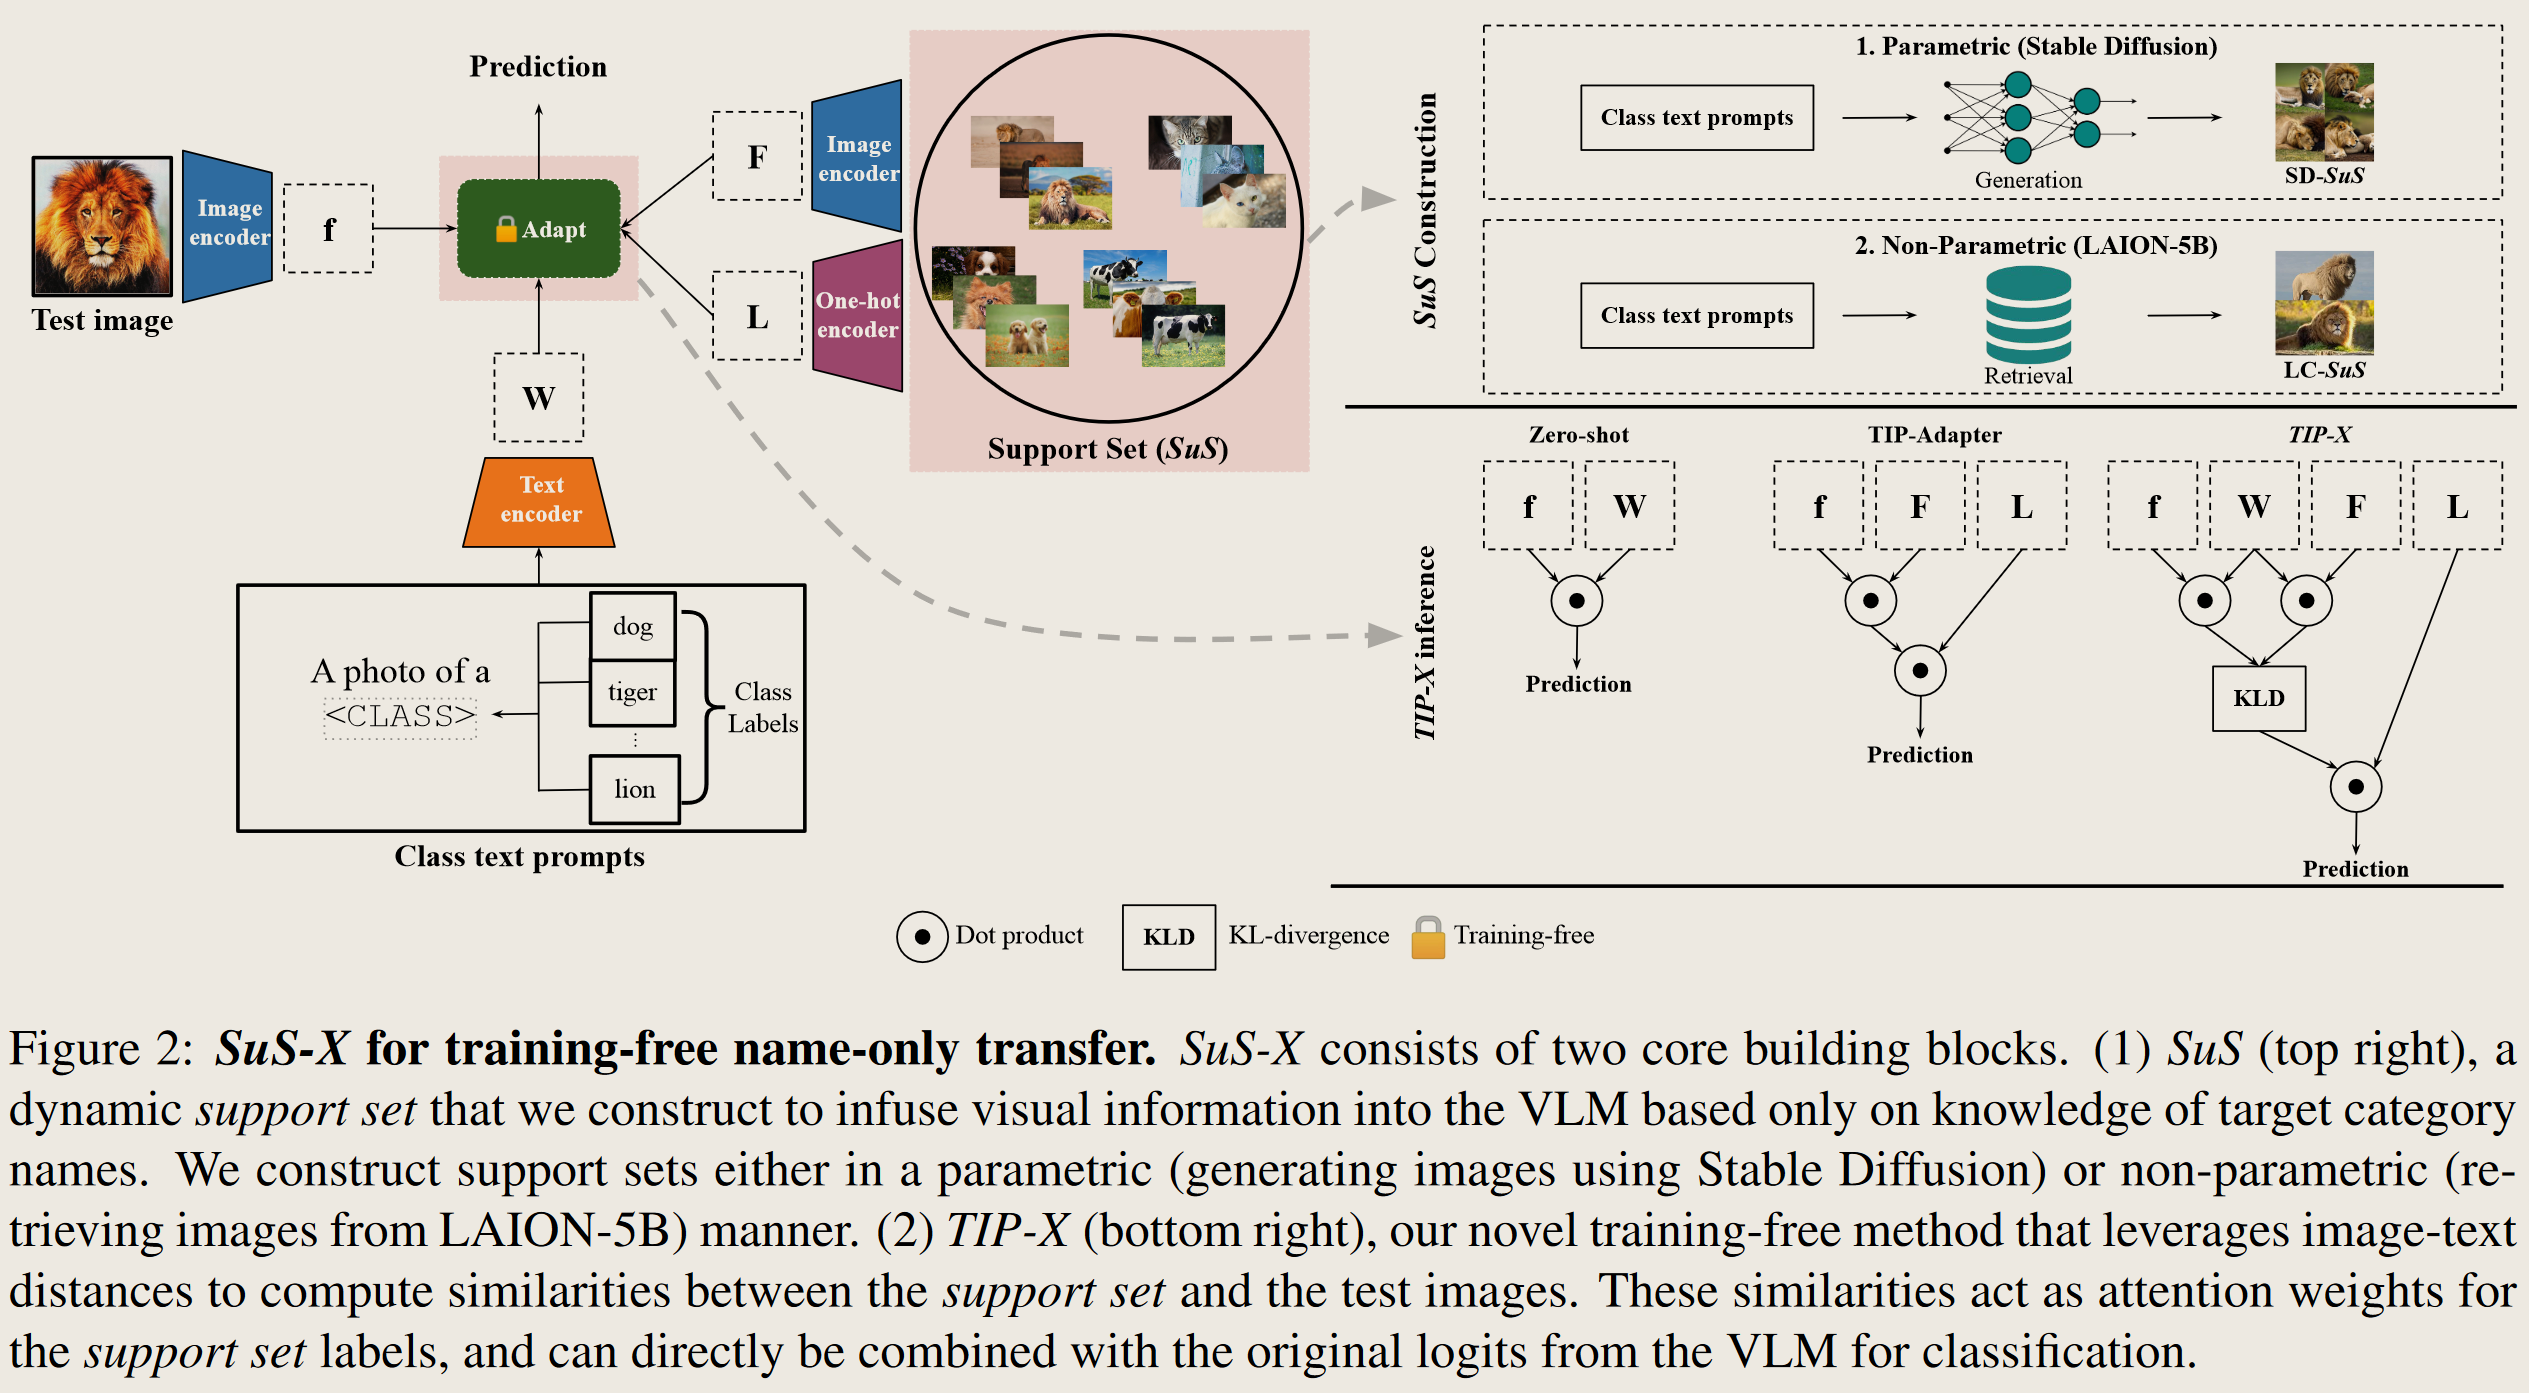 Prediction
Test image
Image
encoder
f
Adapt
F
L
Image
encoder
One-hot
encoder
Support Set (SuS)
W
Text
encoder
A photo of a
<CLASS>
dog
tiger
⋮
lion
Class
Labels
Class text prompts
SuS Construction
1. Parametric (Stable Diffusion)
Class text prompts
Generation
SD-SuS
2. Non-Parametric (LAION-5B)
Class text prompts
Retrieval
LC-SuS
TIP-X inference
Zero-shot
f W
Prediction
TIP-Adapter
f F L
Prediction
TIP-X
f W F L
KLD
Prediction
Dot product
KLD KL-divergence
Training-free
Figure 2: SuS-X for training-free name-only transfer. SuS-X consists of two core building blocks. (1) SuS (top right), a
dynamic support set that we construct to infuse visual information into the VLM based only on knowledge of target category
names. We construct support sets either in a parametric (generating images using Stable Diffusion) or non-parametric (re-
trieving images from LAION-5B) manner. (2) TIP-X (bottom right), our novel training-free method that leverages image-text
distances to compute similarities between the support set and the test images. These similarities act as attention weights for
the support set labels, and can directly be combined with the original logits from the VLM for classification.